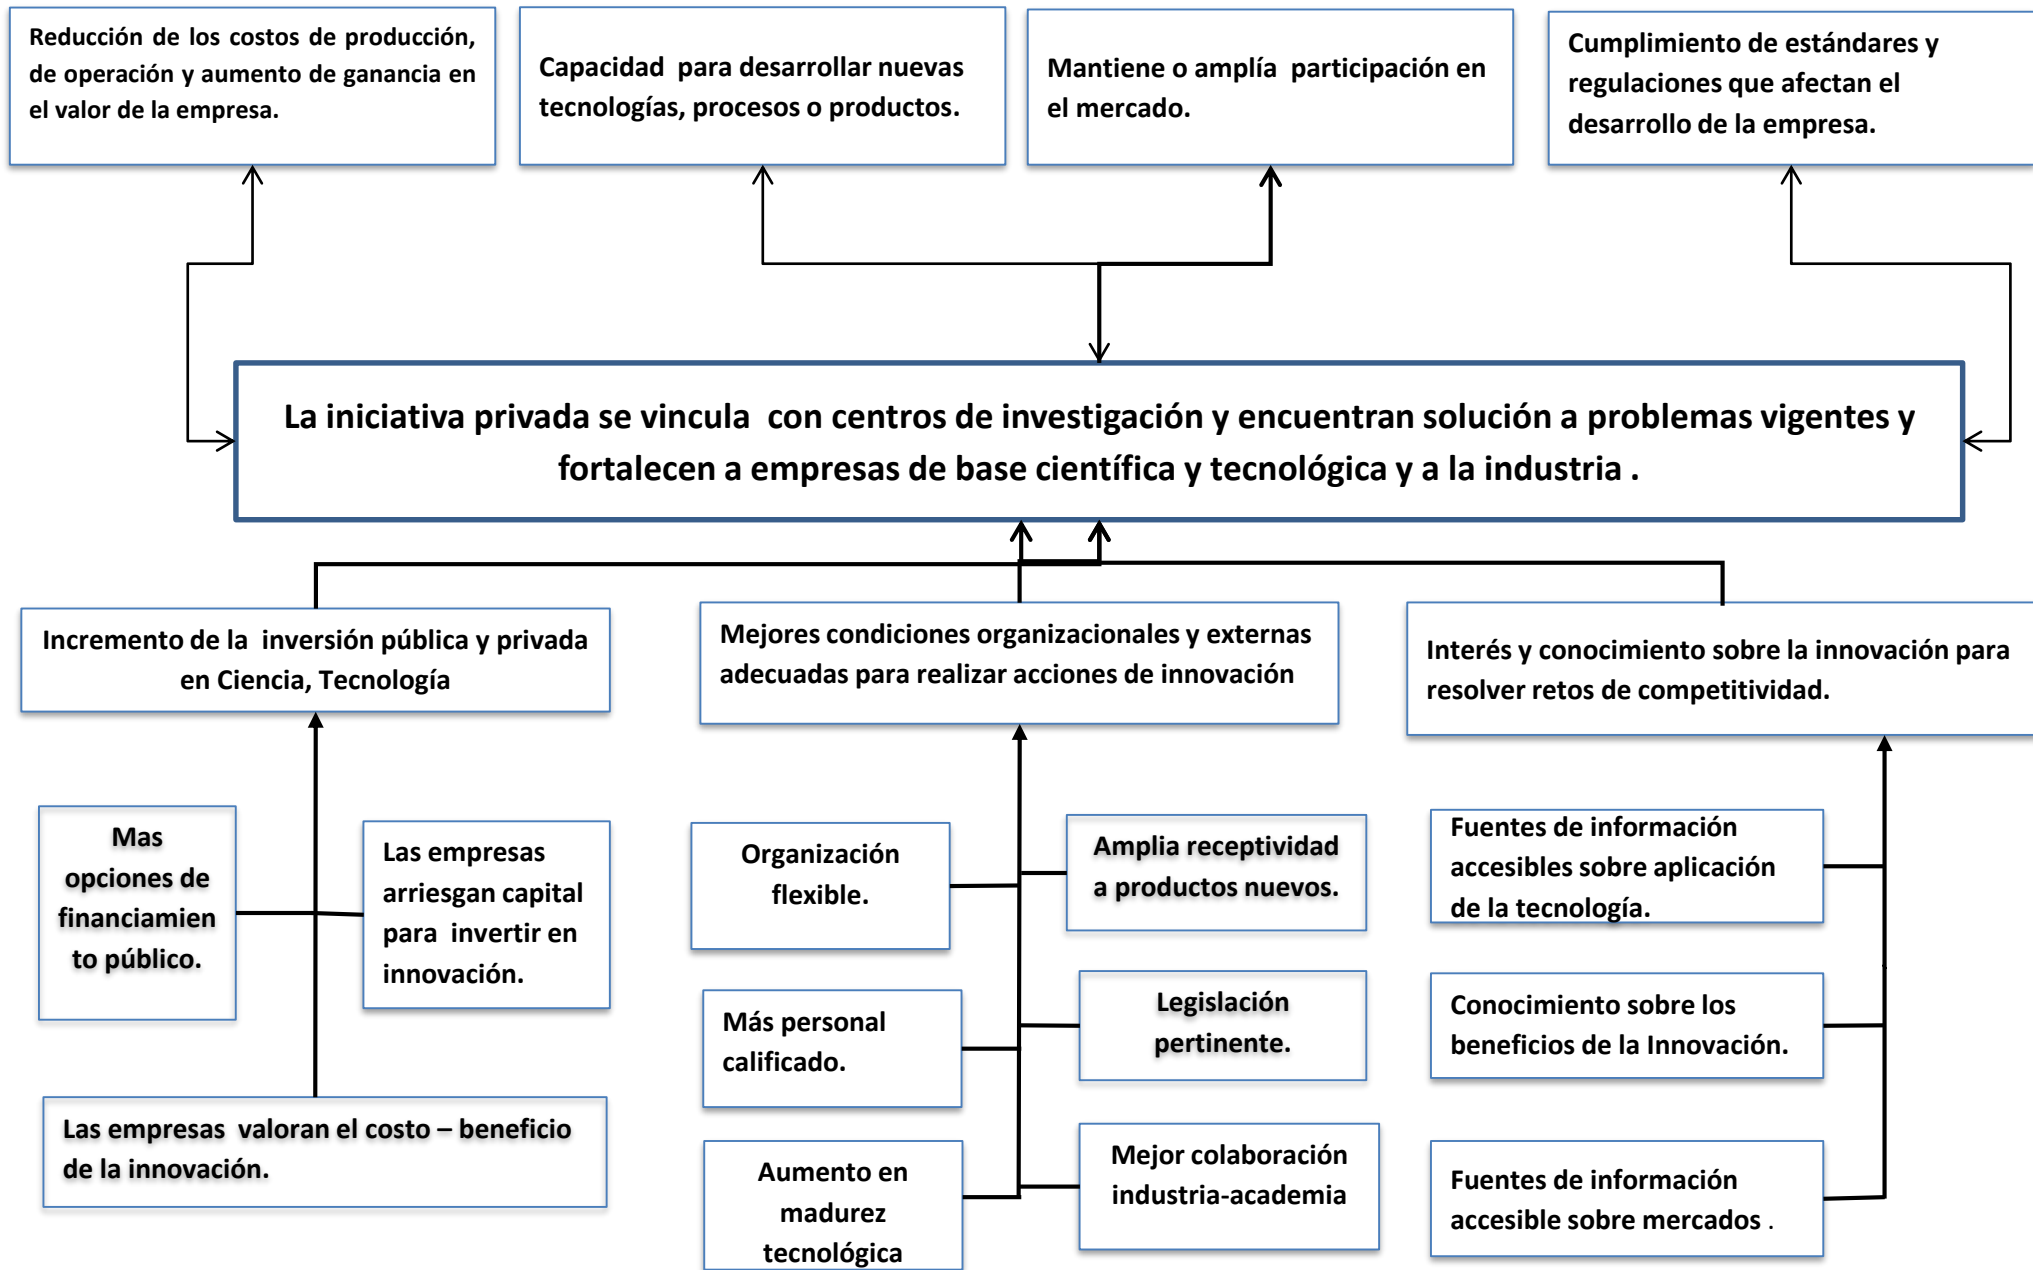 Reducción de los costos de producción,
de operación y aumento de ganancia en
el valor de la empresa.
Capacidad para desarrollar nuevas
tecnologías, procesos o productos.
Mantiene o amplía participación en
el mercado.
Cumplimiento de estándares y
regulaciones que afectan el
desarrollo de la empresa.
La iniciativa privada se vincula con centros de investigación y encuentran solución a problemas vigentes y
fortalecen a empresas de base científica y tecnológica y a la industria .
Incremento de la inversión pública y privada
en Ciencia, Tecnología
Mejores condiciones organizacionales y externas
adecuadas para realizar acciones de innovación
Interés y conocimiento sobre la innovación para
resolver retos de competitividad.
Mas
opciones de
financiamien
to público.
Las empresas
arriesgan capital
para invertir en
innovación.
Las empresas valoran el costo – beneficio
de la innovación.
Organización
flexible.
Amplia receptividad
a productos nuevos.
Más personal
calificado.
Legislación
pertinente.
Aumento en
madurez
tecnológica
Mejor colaboración
industria-academia
Fuentes de información
accesibles sobre aplicación
de la tecnología.
Conocimiento sobre los
beneficios de la Innovación.
Fuentes de información
accesible sobre mercados .